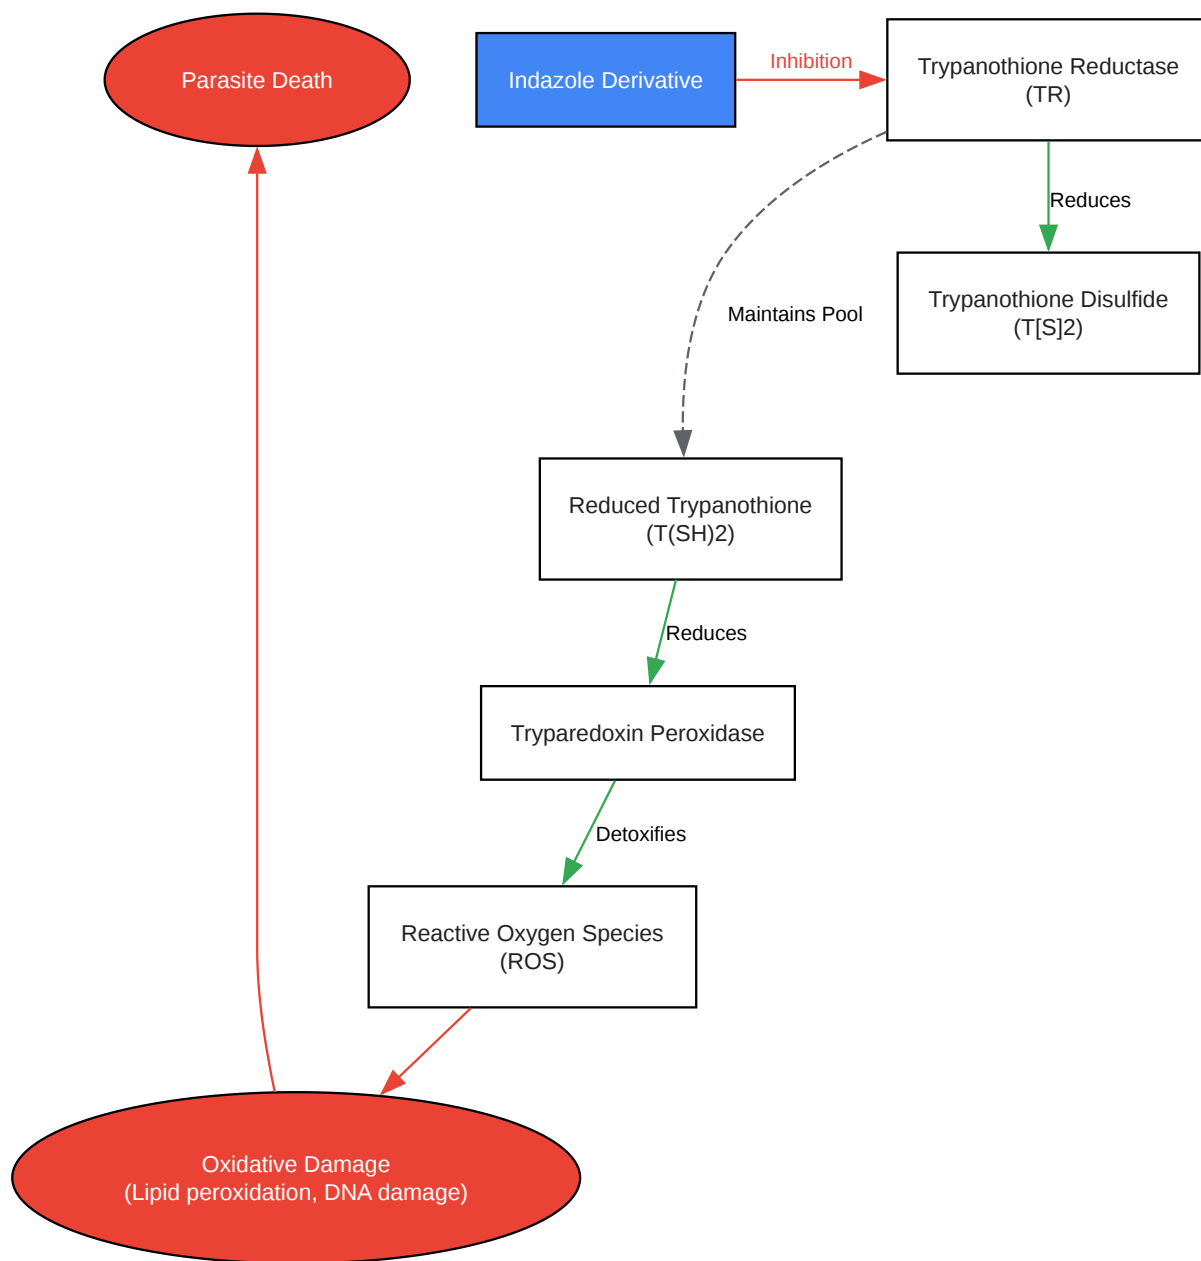 Parasite Death
Indazole Derivative
Inhibition
Trypanothione Reductase
(TR)
Reduces
Trypanothione Disulfide
(T[S]2)
Maintains Pool
Reduced Trypanothione
(T(SH)2)
Reduces
Tryparedoxin Peroxidase
Detoxifies
Reactive Oxygen Species
(ROS)
Oxidative Damage
(Lipid peroxidation, DNA damage)